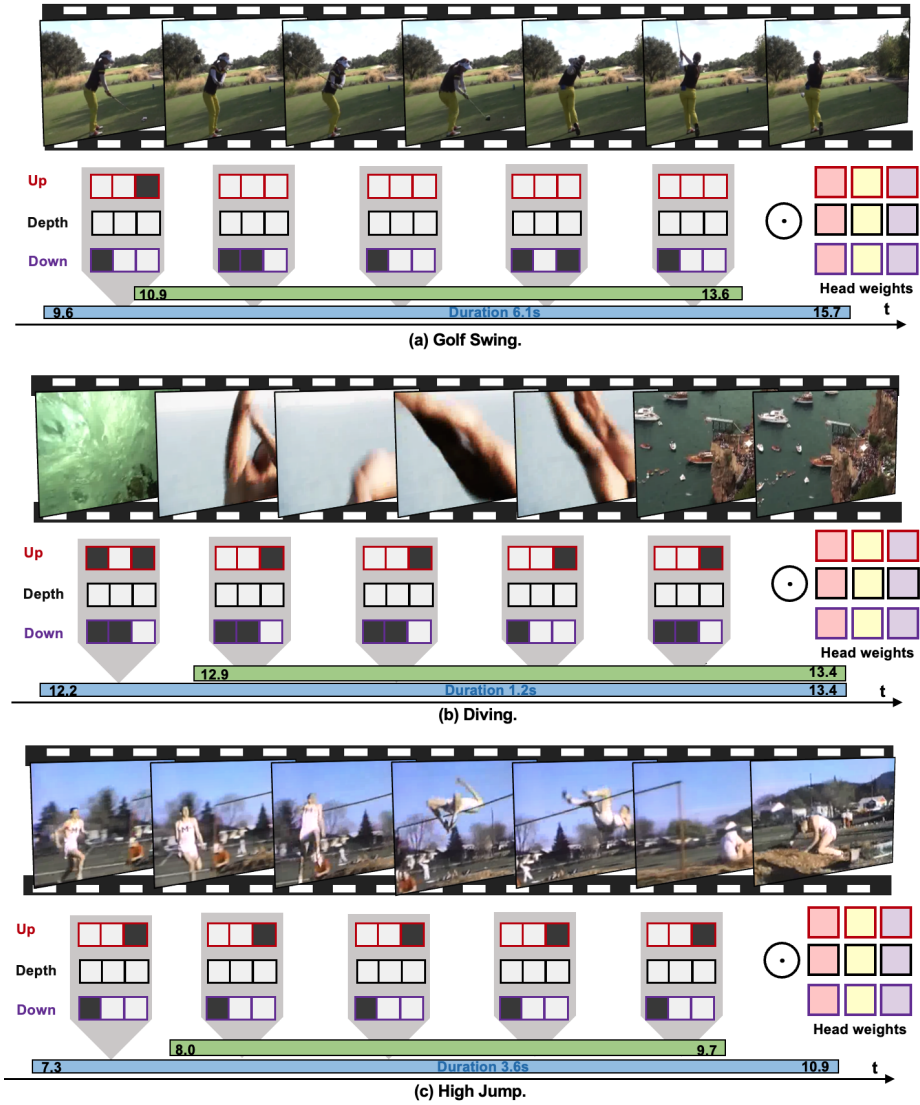 Up
Depth
Down
Head weights
10.9 13.6
9.6 Duration 6.1s 15.7 t
(a) Golf Swing.
Up
Depth
Down
Head weights
12.9 13.4
12.2 Duration 1.2s 13.4 t
(b) Diving.
Up
Depth
Down
Head weights
8.0 9.7
7.3 Duration 3.6s 10.9 t
(c) High Jump.